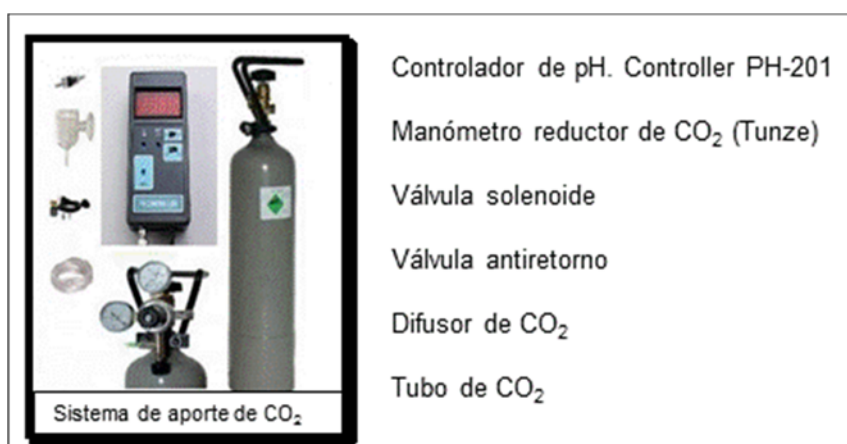 Controlador de pH. Controller PH-201
Manómetro reductor de CO₂ (Tunze)
Válvula solenoide
Válvula antiretorno
Difusor de CO₂
Tubo de CO₂
Sistema de aporte de CO₂